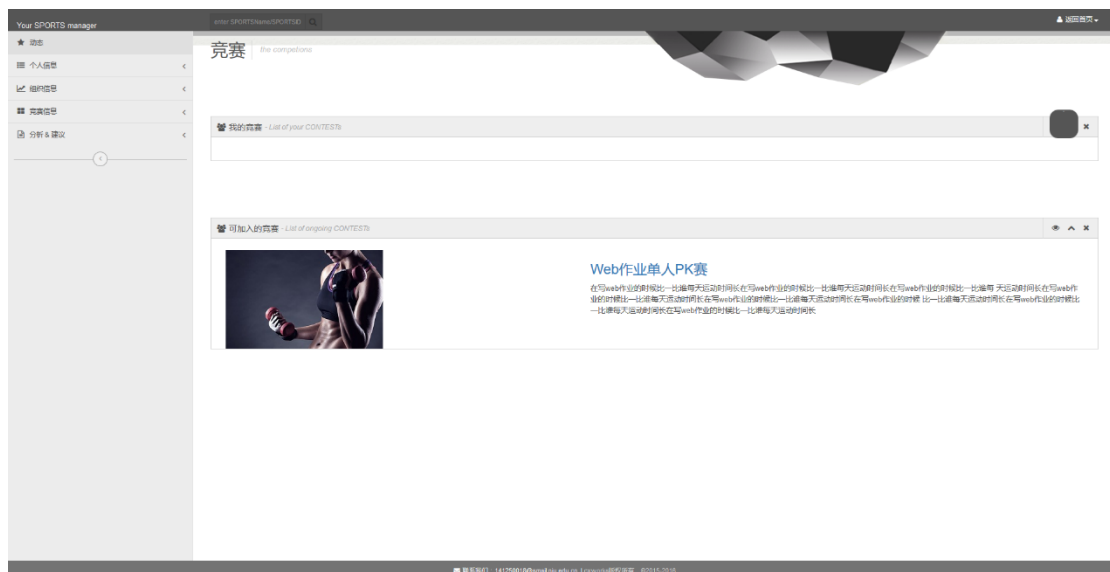 Your SPORTS manager
enter SPORTSname/SPORTSID
返回首页
动态
个人信息
组织信息
竞赛信息
分析 & 建议
竞赛
the competions
我的竞赛 - List of your CONTESTs
可加入的竞赛 - List of ongoing CONTESTs
Web作业单人PK赛
在写web作业的时候比一比谁每天运动时间长在写web作业的时候比一比谁每天运动时间长在写web作业的时候比一比谁每 天运动时间长在写web作
业的时候比一比谁每天运动时间长在写web作业的时候比一比谁每天运动时间长在写web作业的时候 比一比谁每天运动时间长在写web作业的时候比
一比谁每天运动时间长在写web作业的时候比一比谁每天运动时间长
联系我们
©2015-2016